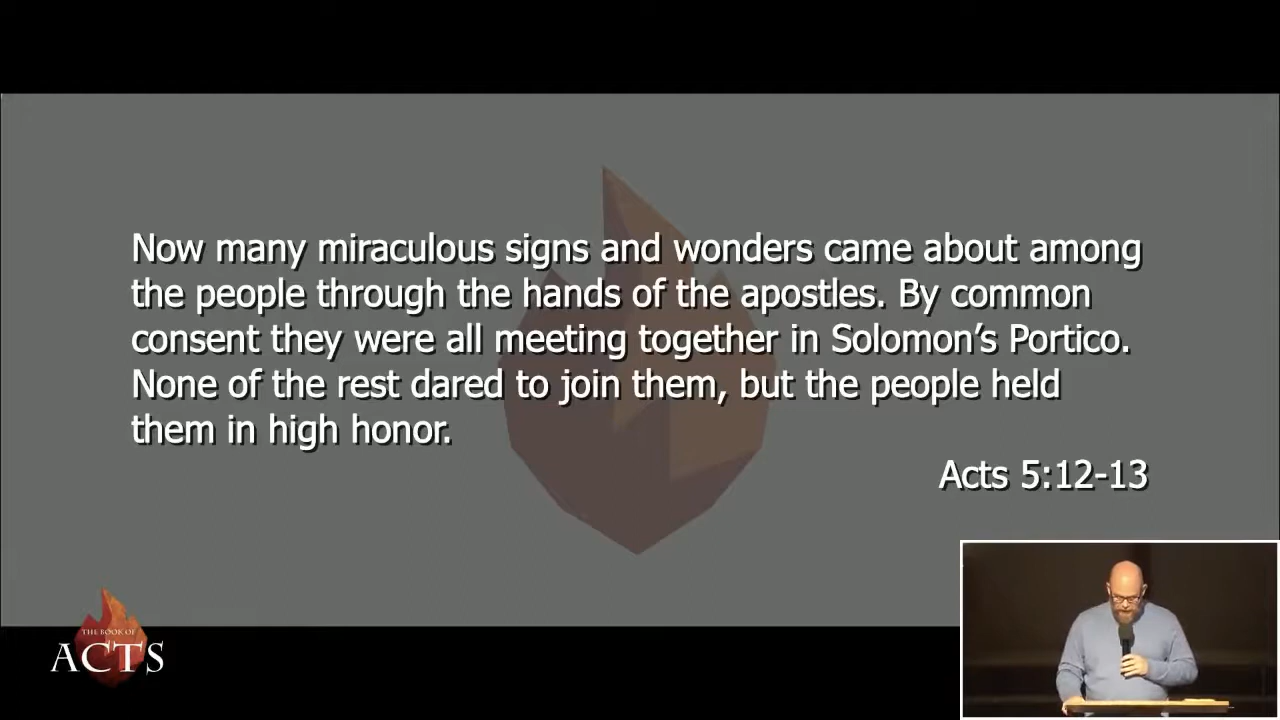 Now many miraculous signs and wonders came about among
the people through the hands of the apostles. By common
consent they were all meeting together in Solomon’s Portico.
None of the rest dared to join them, but the people held
them in high honor.
Acts 5:12-13
THE BOOK OF
ACTS